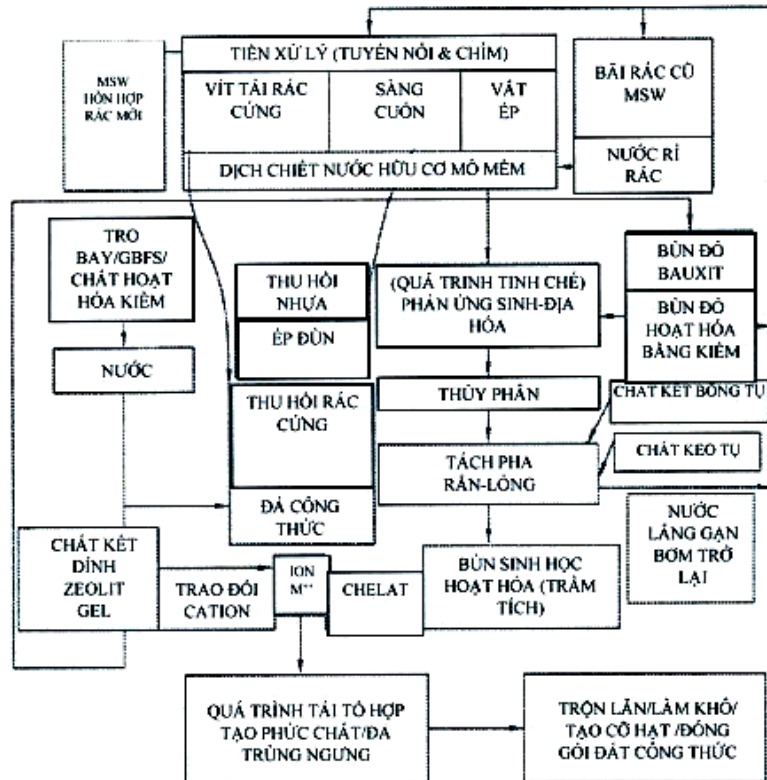 TIỀN XỬ LÝ (TUYỂN NỔI & CHÌM)
MSW
HỖN HỢP
RÁC MỚI
VÍT TẢI RÁC
CỨNG
SÀNG
CUỐN
VẮT
ÉP
BÃI RÁC CŨ
MSW
DỊCH CHIẾT NƯỚC HỮU CƠ MÔ MỀM
NƯỚC RỈ
RÁC
TRO
BAY/GBFS/
CHẤT HOẠT
HÓA KIỀM
THU HỒI
NHỰA
ÉP ĐÙN
(QUÁ TRÌNH TINH CHẾ)
PHẢN ỨNG SINH-ĐỊA
HÓA
BÙN ĐỎ
BAUXIT
BÙN ĐỎ
HOẠT HÓA
BẰNG KIỀM
NƯỚC
THỦY PHÂN
CHẤT KẾT BÔNG TỤ
THU HỒI RÁC
CỨNG
TÁCH PHA
RẮN-LỎNG
CHẤT KEO TỤ
ĐÁ CÔNG
THỨC
NƯỚC
LẮNG GẠN
BƠM TRỞ
LẠI
CHẤT KẾT
DÍNH
ZEOLIT
GEL
TRAO ĐỔI
CATION
ION
M⁺⁺
CHELAT
BÙN SINH HỌC
HOẠT HÓA (TRẦM
TÍCH)
QUÁ TRÌNH TÁI TỔ HỢP
TẠO PHỨC CHẤT/ĐA
TRÙNG NGƯNG
TRỘN LẪN/LÀM KHÔ/
TẠO CỠ HẠT /ĐÓNG
GÓI ĐẤT CÔNG THỨC